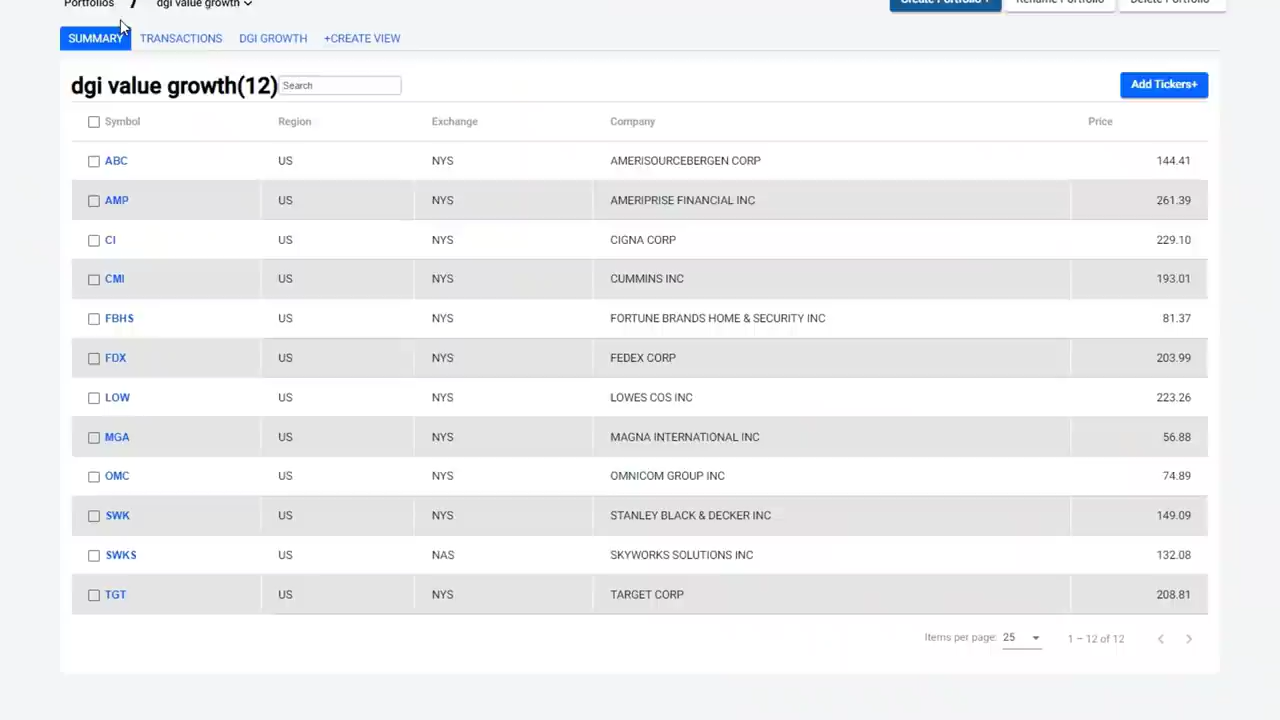 Portfolios / dgi value growth
Create Portfolio + Rename Portfolio Delete Portfolio
SUMMARY TRANSACTIONS DGI GROWTH +CREATE VIEW
dgi value growth(12) Search Add Tickers+
Symbol Region Exchange Company Price
ABC US NYS AMERISOURCEBERGEN CORP 144.41
AMP US NYS AMERIPRISE FINANCIAL INC 261.39
CI US NYS CIGNA CORP 229.10
CMI US NYS CUMMINS INC 193.01
FBHS US NYS FORTUNE BRANDS HOME & SECURITY INC 81.37
FDX US NYS FEDEX CORP 203.99
LOW US NYS LOWES COS INC 223.26
MGA US NYS MAGNA INTERNATIONAL INC 56.88
OMC US NYS OMNICOM GROUP INC 74.89
SWK US NYS STANLEY BLACK & DECKER INC 149.09
SWKS US NAS SKYWORKS SOLUTIONS INC 132.08
TGT US NYS TARGET CORP 208.81
Items per page: 25 1 – 12 of 12